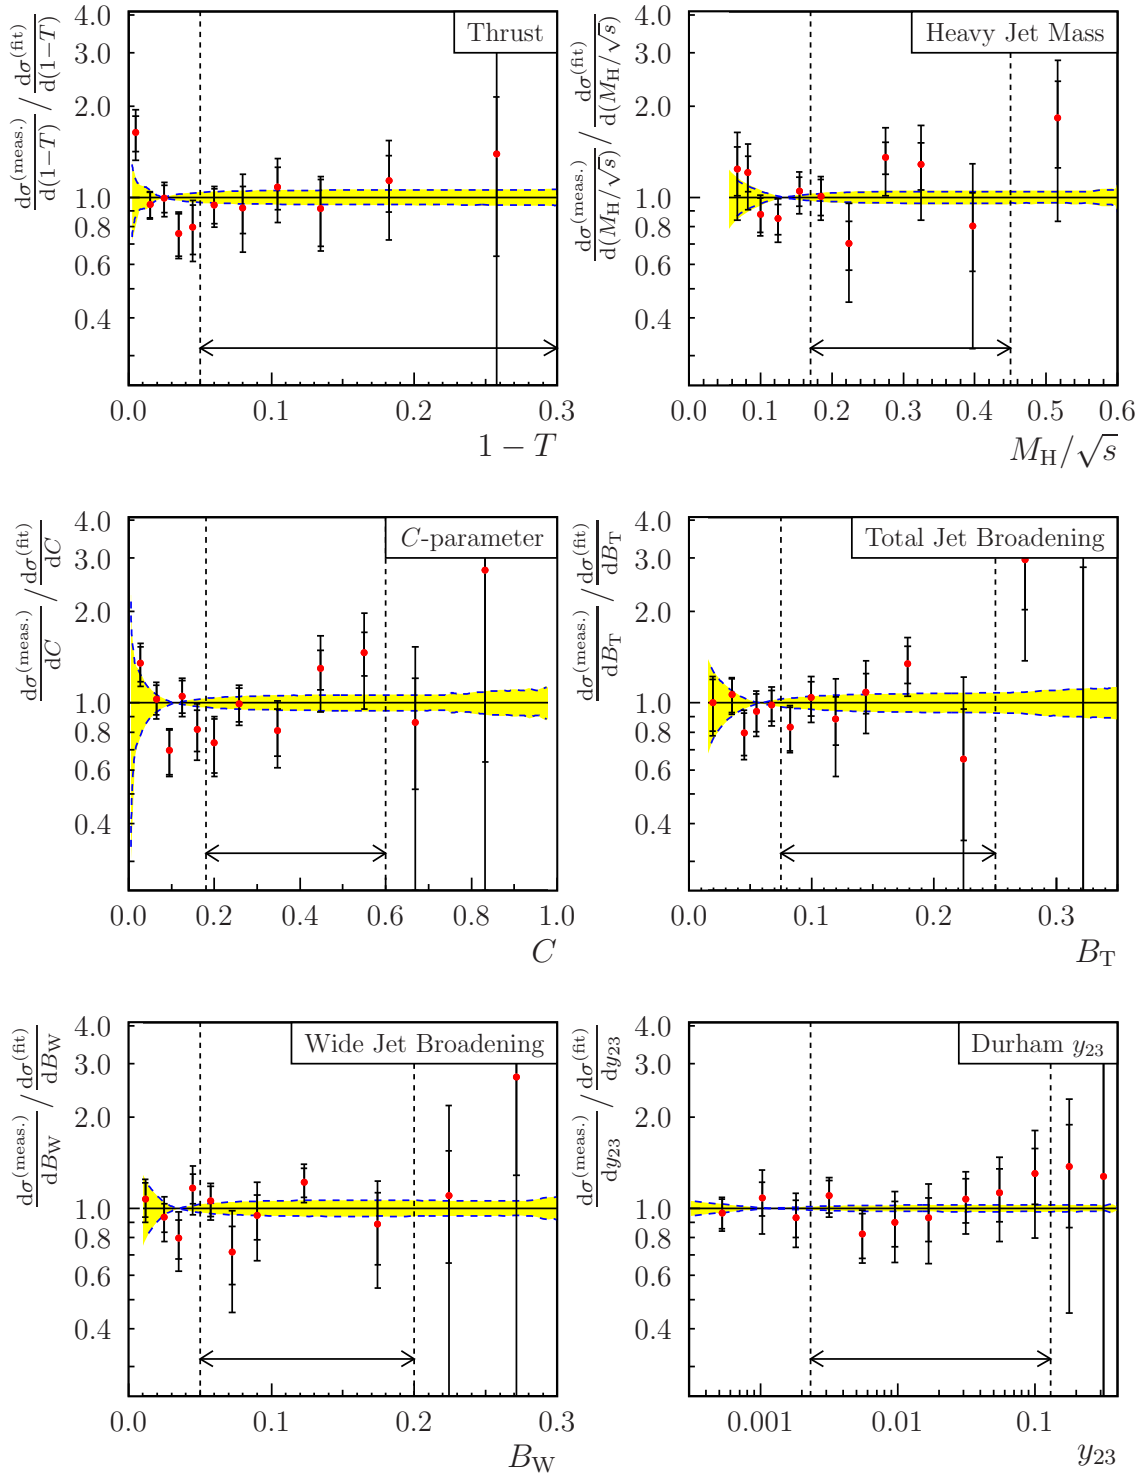 Thrust
dσ(meas.)/d(1−T) / dσ(fit)/d(1−T)
4.0
3.0
2.0
1.0
0.8
0.6
0.4
0.0 0.1 0.2 0.3
1 − T
Heavy Jet Mass
dσ(meas.)/d(M_H/√s) / dσ(fit)/d(M_H/√s)
4.0
3.0
2.0
1.0
0.8
0.6
0.4
0.0 0.1 0.2 0.3 0.4 0.5 0.6
M_H/√s
C-parameter
dσ(meas.)/dC / dσ(fit)/dC
4.0
3.0
2.0
1.0
0.8
0.6
0.4
0.0 0.2 0.4 0.6 0.8 1.0
C
Total Jet Broadening
dσ(meas.)/dB_T / dσ(fit)/dB_T
4.0
3.0
2.0
1.0
0.8
0.6
0.4
0.0 0.1 0.2 0.3
B_T
Wide Jet Broadening
dσ(meas.)/dB_W / dσ(fit)/dB_W
4.0
3.0
2.0
1.0
0.8
0.6
0.4
0.0 0.1 0.2 0.3
B_W
Durham y_23
dσ(meas.)/dy_23 / dσ(fit)/dy_23
4.0
3.0
2.0
1.0
0.8
0.6
0.4
0.001 0.01 0.1
y_23